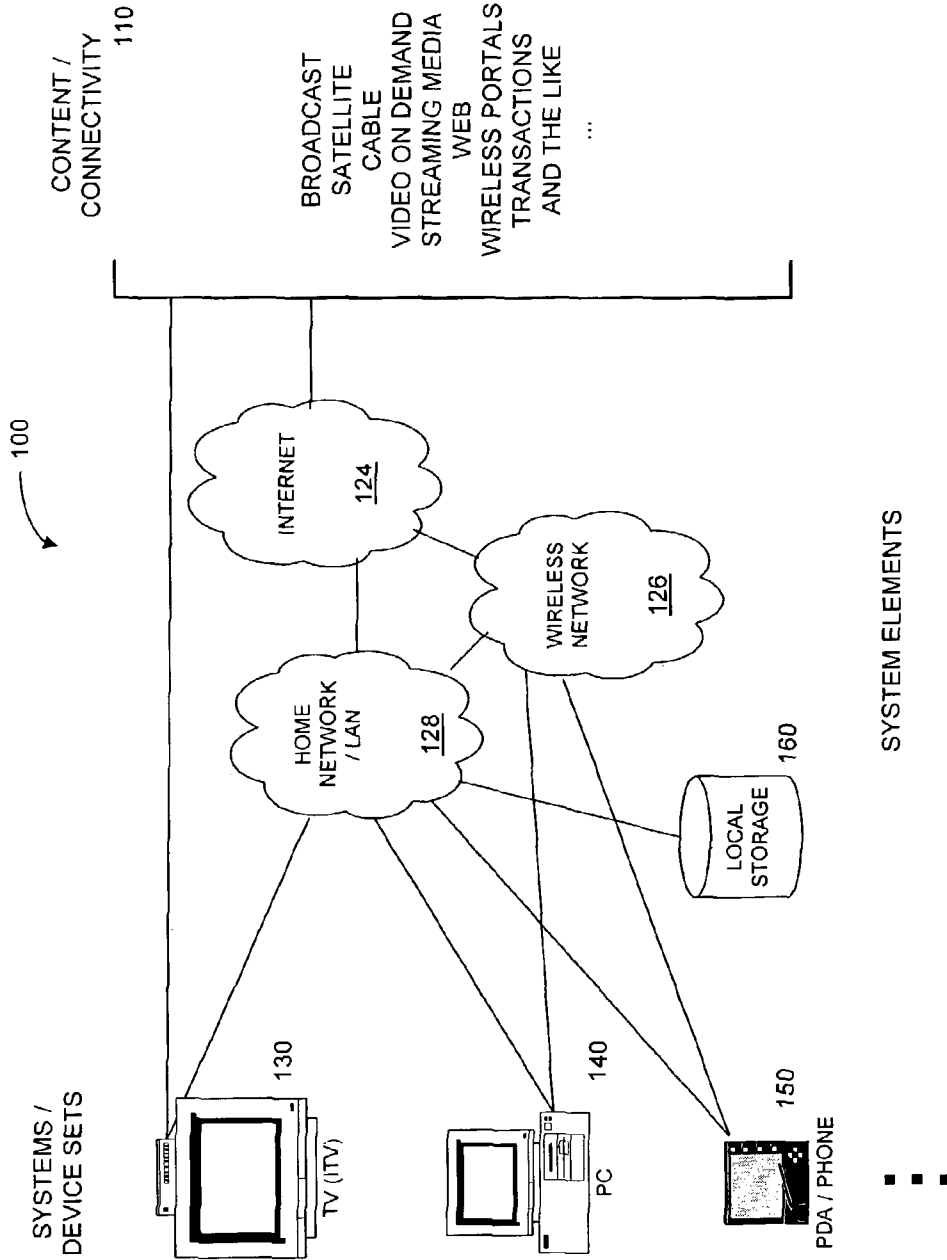 100
SYSTEMS /
DEVICE SETS
CONTENT /
CONNECTIVITY
110
TV (ITV)
130
PC
140
PDA / PHONE
150
HOME
NETWORK
/ LAN
128
INTERNET
124
WIRELESS
NETWORK
126
LOCAL
STORAGE
160
BROADCAST
SATELLITE
CABLE
VIDEO ON DEMAND
STREAMING MEDIA
WEB
WIRELESS PORTALS
TRANSACTIONS
AND THE LIKE
...
SYSTEM ELEMENTS